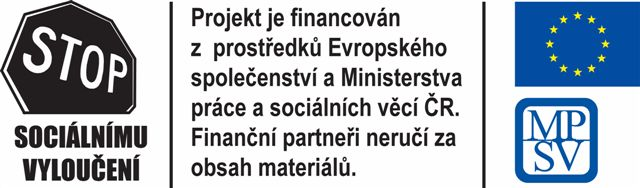 STOP
SOCIÁLNÍMU
VYLOUČENÍ
Projekt je financován
z prostředků Evropského
společenství a Ministerstva
práce a sociálních věcí ČR.
Finanční partneři neručí za
obsah materiálů.
MP
SV